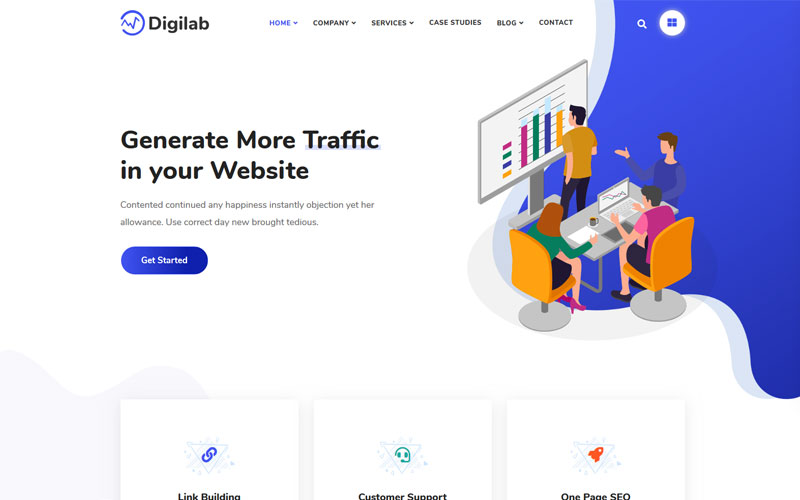 Digilab
HOME COMPANY SERVICES CASE STUDIES BLOG CONTACT
Generate More Traffic
in your Website
Contented continued any happiness instantly objection yet her
allowance. Use correct day new brought tedious.
Get Started
Link Building
Customer Support
One Page SEO